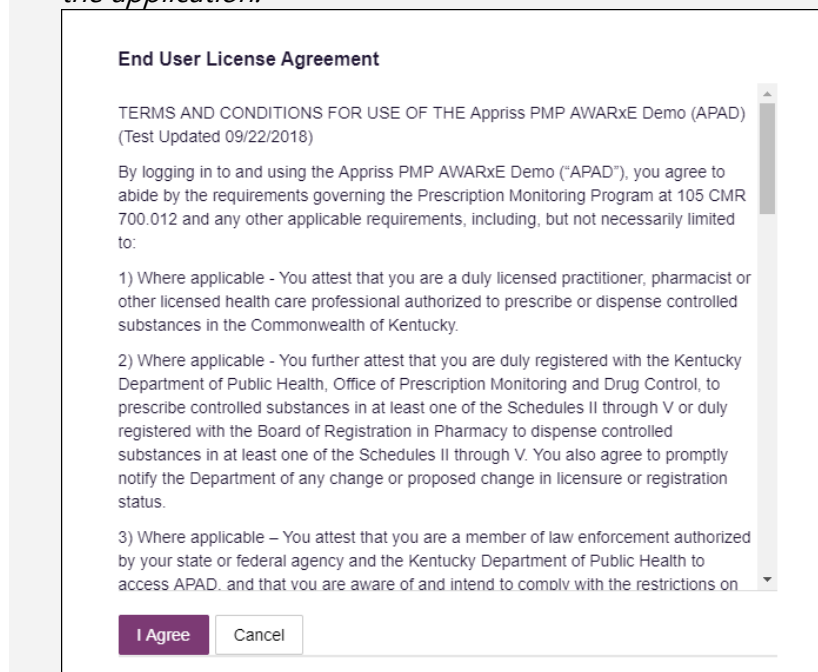 the application.
End User License Agreement
TERMS AND CONDITIONS FOR USE OF THE Appriss PMP AWARxE Demo (APAD)
(Test Updated 09/22/2018)
By logging in to and using the Appriss PMP AWARxE Demo (“APAD”), you agree to
abide by the requirements governing the Prescription Monitoring Program at 105 CMR
700.012 and any other applicable requirements, including, but not necessarily limited
to:
1) Where applicable - You attest that you are a duly licensed practitioner, pharmacist or
other licensed health care professional authorized to prescribe or dispense controlled
substances in the Commonwealth of Kentucky.
2) Where applicable - You further attest that you are duly registered with the Kentucky
Department of Public Health, Office of Prescription Monitoring and Drug Control, to
prescribe controlled substances in at least one of the Schedules II through V or duly
registered with the Board of Registration in Pharmacy to dispense controlled
substances in at least one of the Schedules II through V. You also agree to promptly
notify the Department of any change or proposed change in licensure or registration
status.
3) Where applicable – You attest that you are a member of law enforcement authorized
by your state or federal agency and the Kentucky Department of Public Health to
access APAD, and that you are aware of and intend to comply with the restrictions on
I Agree Cancel